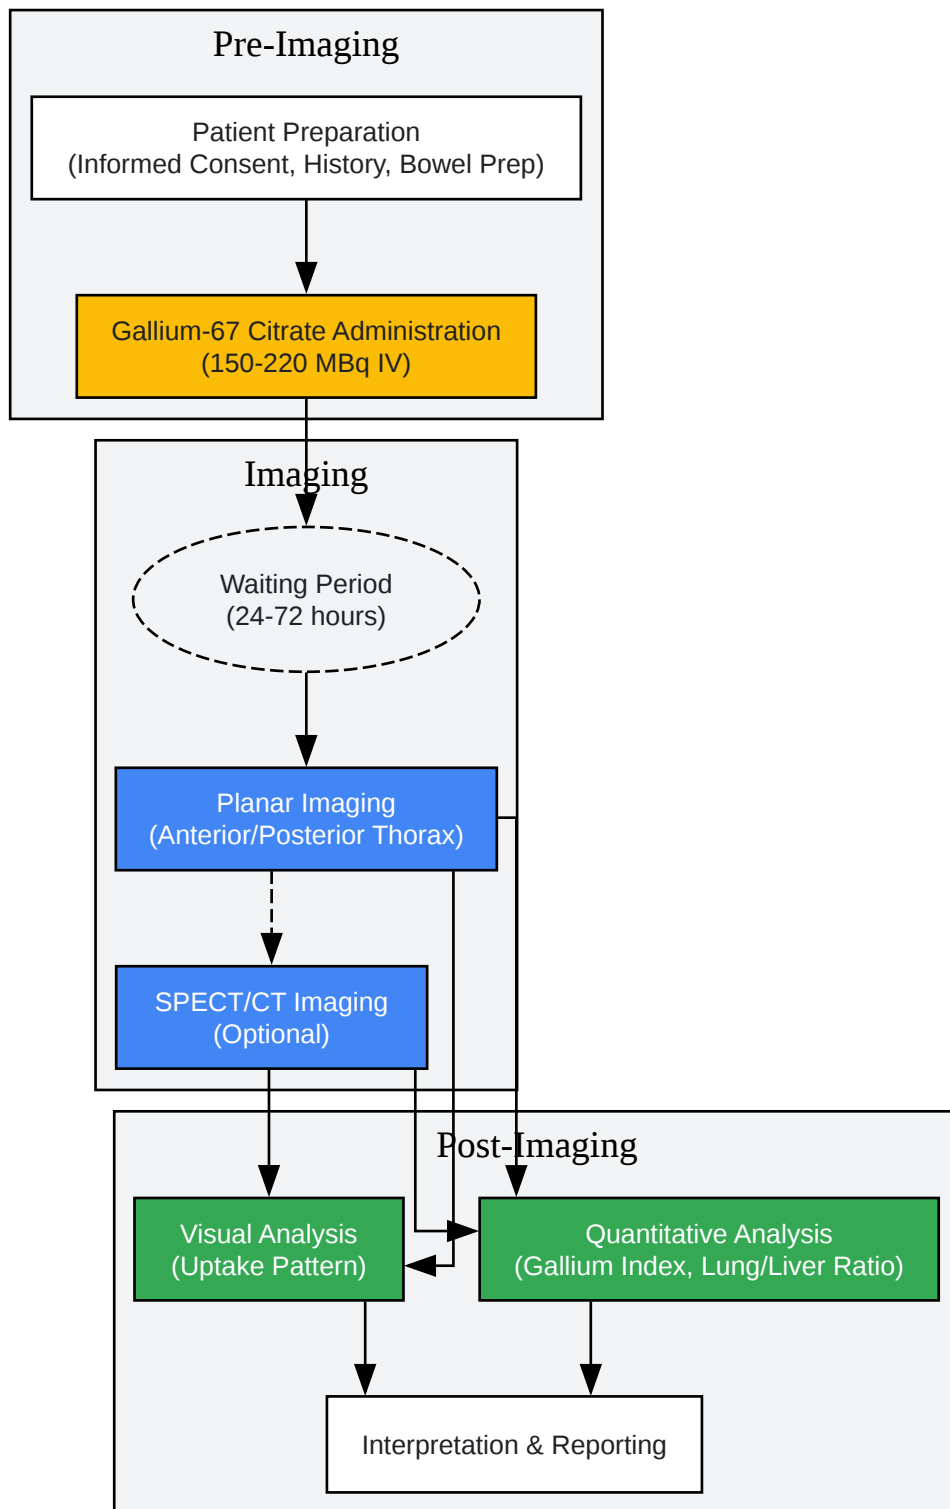 Pre-Imaging
Patient Preparation
(Informed Consent, History, Bowel Prep)
Gallium-67 Citrate Administration
(150-220 MBq IV)
Imaging
Waiting Period
(24-72 hours)
Planar Imaging
(Anterior/Posterior Thorax)
SPECT/CT Imaging
(Optional)
Post-Imaging
Visual Analysis
(Uptake Pattern)
Quantitative Analysis
(Gallium Index, Lung/Liver Ratio)
Interpretation & Reporting